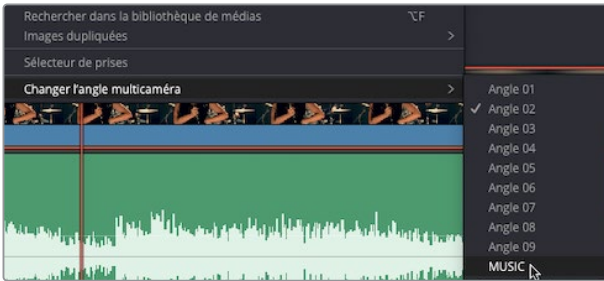 Rechercher dans la bibliothèque de médias ⌥F
Images dupliquées >
Sélecteur de prises
Changer l'angle multicaméra >
Angle 01
✓ Angle 02
Angle 03
Angle 04
Angle 05
Angle 06
Angle 07
Angle 08
Angle 09
MUSIC